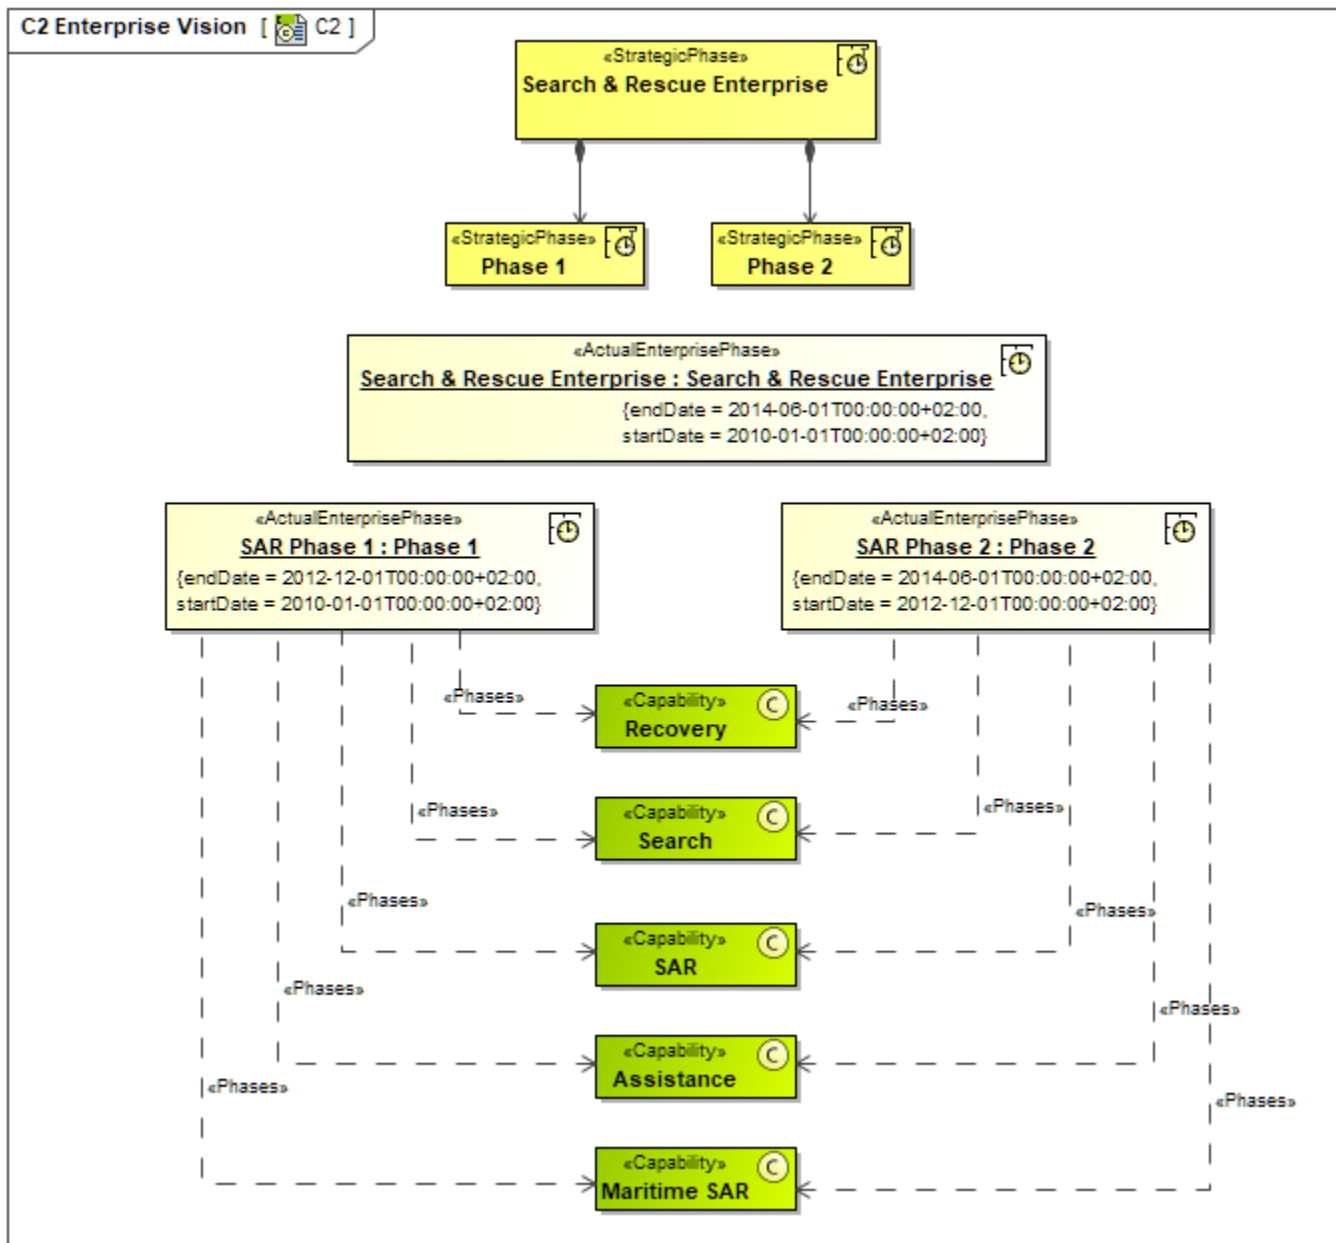 C2 Enterprise Vision [ C2 ]
«StrategicPhase»
Search & Rescue Enterprise
«StrategicPhase»
Phase 1
«StrategicPhase»
Phase 2
«ActualEnterprisePhase»
Search & Rescue Enterprise : Search & Rescue Enterprise
{endDate = 2014-06-01T00:00:00+02:00,
startDate = 2010-01-01T00:00:00+02:00}
«ActualEnterprisePhase»
SAR Phase 1 : Phase 1
{endDate = 2012-12-01T00:00:00+02:00,
startDate = 2010-01-01T00:00:00+02:00}
«ActualEnterprisePhase»
SAR Phase 2 : Phase 2
{endDate = 2014-06-01T00:00:00+02:00,
startDate = 2012-12-01T00:00:00+02:00}
«Phases»
«Capability»
C
Recovery
«Phases»
«Phases»
«Capability»
C
Search
«Phases»
«Phases»
«Capability»
C
SAR
«Phases»
«Phases»
«Capability»
C
Assistance
«Phases»
«Phases»
«Capability»
C
Maritime SAR
«Phases»